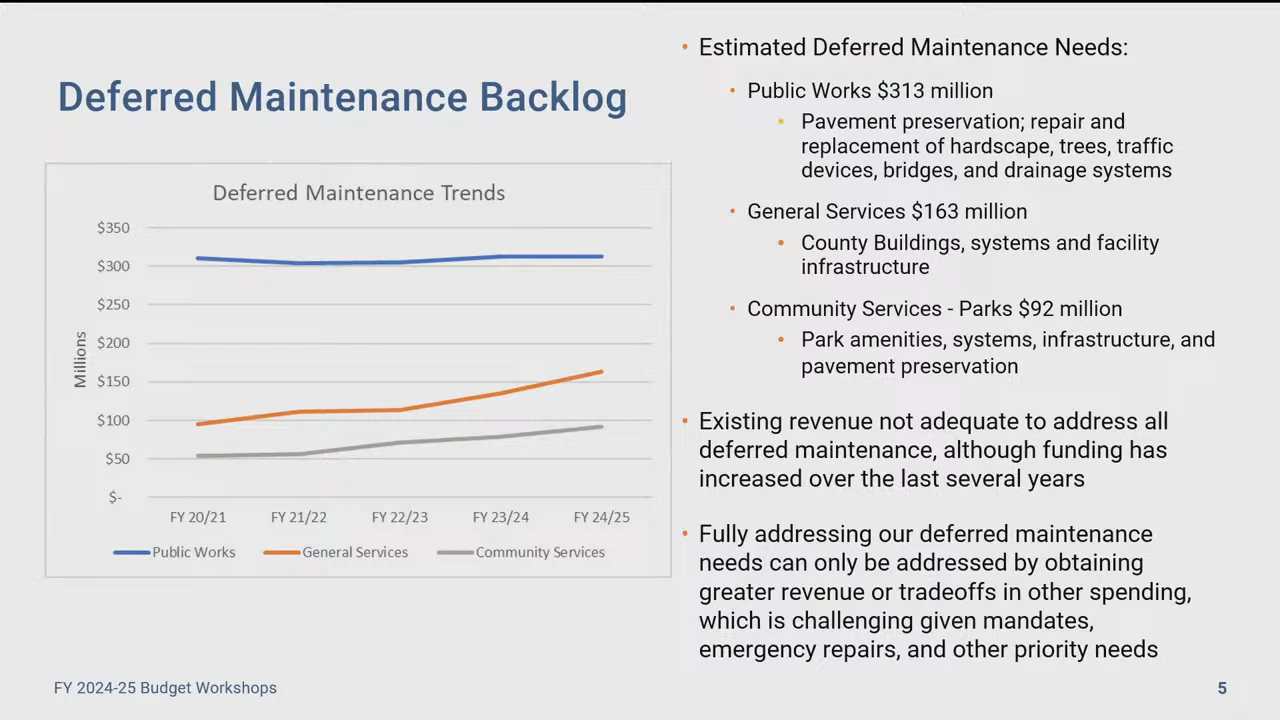 Deferred Maintenance Backlog
Deferred Maintenance Trends
$350
$300
$250
$200
$150
$100
$50
$-
Millions
FY 20/21
FY 21/22
FY 22/23
FY 23/24
FY 24/25
Public Works
General Services
Community Services
• Estimated Deferred Maintenance Needs:
• Public Works $313 million
• Pavement preservation; repair and
replacement of hardscape, trees, traffic
devices, bridges, and drainage systems
• General Services $163 million
• County Buildings, systems and facility
infrastructure
• Community Services - Parks $92 million
• Park amenities, systems, infrastructure, and
pavement preservation
• Existing revenue not adequate to address all
deferred maintenance, although funding has
increased over the last several years
• Fully addressing our deferred maintenance
needs can only be addressed by obtaining
greater revenue or tradeoffs in other spending,
which is challenging given mandates,
emergency repairs, and other priority needs
FY 2024-25 Budget Workshops
5